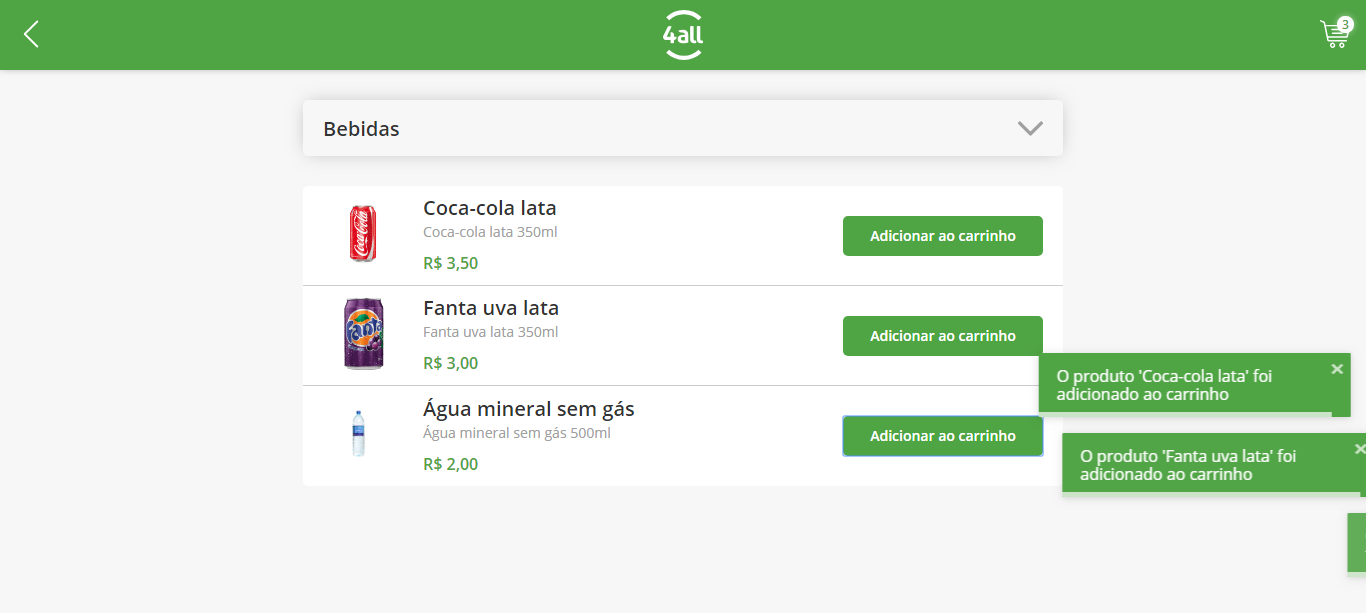 4all
3
Bebidas
Coca-cola lata
Coca-cola lata 350ml
R$ 3,50
Adicionar ao carrinho
Fanta uva lata
Fanta uva lata 350ml
R$ 3,00
Adicionar ao carrinho
Água mineral sem gás
Água mineral sem gás 500ml
R$ 2,00
Adicionar ao carrinho
O produto 'Coca-cola lata' foi
adicionado ao carrinho
O produto 'Fanta uva lata' foi
adicionado ao carrinho
Coca-Cola
Fanta